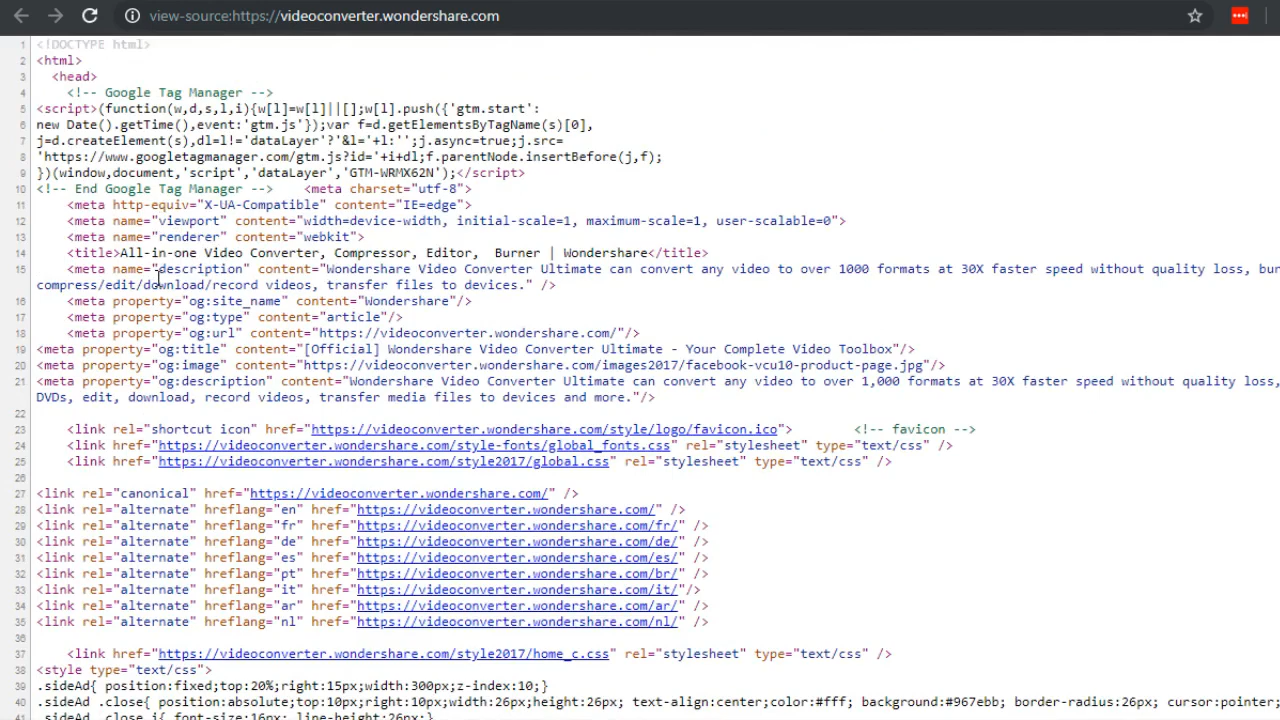 view-source:https://videoconverter.wondershare.com
1 <!DOCTYPE html>
2 <html>
3 <head>
4 <!-- Google Tag Manager -->
5 <script>(function(w,d,s,l,i){w[l]=w[l]||[];w[l].push({'gtm.start':
6 new Date().getTime(),event:'gtm.js'});var f=d.getElementsByTagName(s)[0],
7 j=d.createElement(s),dl=l!='dataLayer'?'&l='+l:'';j.async=true;j.src=
8 'https://www.googletagmanager.com/gtm.js?id='+i+dl;f.parentNode.insertBefore(j,f);
9 })(window,document,'script','dataLayer','GTM-WRMX62N');</script>
10 <!-- End Google Tag Manager --> <meta charset="utf-8">
11 <meta http-equiv="X-UA-Compatible" content="IE=edge">
12 <meta name="viewport" content="width=device-width, initial-scale=1, maximum-scale=1, user-scalable=0">
13 <meta name="renderer" content="webkit">
14 <title>All-in-one Video Converter, Compressor, Editor, Burner | Wondershare</title>
15 <meta name="description" content="Wondershare Video Converter Ultimate can convert any video to over 1000 formats at 30X faster speed without quality loss, bur
compress/edit/download/record videos, transfer files to devices." />
16 <meta property="og:site_name" content="Wondershare"/>
17 <meta property="og:type" content="article"/>
18 <meta property="og:url" content="https://videoconverter.wondershare.com/"/>
19 <meta property="og:title" content="[Official] Wondershare Video Converter Ultimate - Your Complete Video Toolbox"/>
20 <meta property="og:image" content="https://videoconverter.wondershare.com/images2017/facebook-vcu10-product-page.jpg"/>
21 <meta property="og:description" content="Wondershare Video Converter Ultimate can convert any video to over 1,000 formats at 30X faster speed without quality loss,
DVDs, edit, download, record videos, transfer media files to devices and more."/>
22
23 <link rel="shortcut icon" href="https://videoconverter.wondershare.com/style/logo/favicon.ico"> <!-- favicon -->
24 <link href="https://videoconverter.wondershare.com/style-fonts/global_fonts.css" rel="stylesheet" type="text/css" />
25 <link href="https://videoconverter.wondershare.com/style2017/global.css" rel="stylesheet" type="text/css" />
26
27 <link rel="canonical" href="https://videoconverter.wondershare.com/" />
28 <link rel="alternate" hreflang="en" href="https://videoconverter.wondershare.com/" />
29 <link rel="alternate" hreflang="fr" href="https://videoconverter.wondershare.com/fr/" />
30 <link rel="alternate" hreflang="de" href="https://videoconverter.wondershare.com/de/" />
31 <link rel="alternate" hreflang="es" href="https://videoconverter.wondershare.com/es/" />
32 <link rel="alternate" hreflang="pt" href="https://videoconverter.wondershare.com/br/" />
33 <link rel="alternate" hreflang="it" href="https://videoconverter.wondershare.com/it/"/>
34 <link rel="alternate" hreflang="ar" href="https://videoconverter.wondershare.com/ar/" />
35 <link rel="alternate" hreflang="nl" href="https://videoconverter.wondershare.com/nl/" />
36
37 <link href="https://videoconverter.wondershare.com/style2017/home_c.css" rel="stylesheet" type="text/css" />
38 <style type="text/css">
39 .sideAd{ position:fixed;top:20%;right:15px;width:300px;z-index:10;}
40 .sideAd .close{ position:absolute;top:10px;right:10px;width:26px;height:26px; text-align:center;color:#fff; background:#967ebb; border-radius:26px; cursor:pointer;
41 .sideAd .close i{ font-size:16px; line-height:26px;}